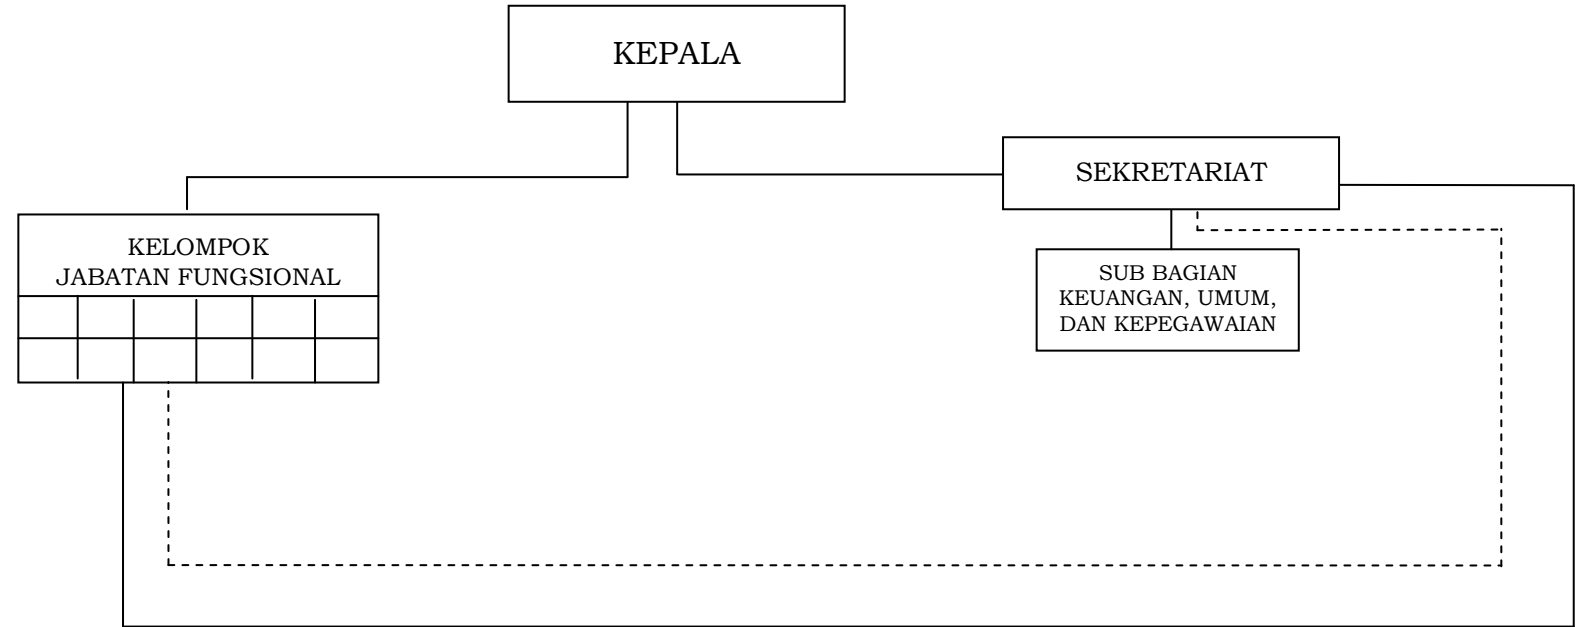 KEPALA
SEKRETARIAT
KELOMPOK
JABATAN FUNGSIONAL
SUB BAGIAN
KEUANGAN, UMUM,
DAN KEPEGAWAIAN